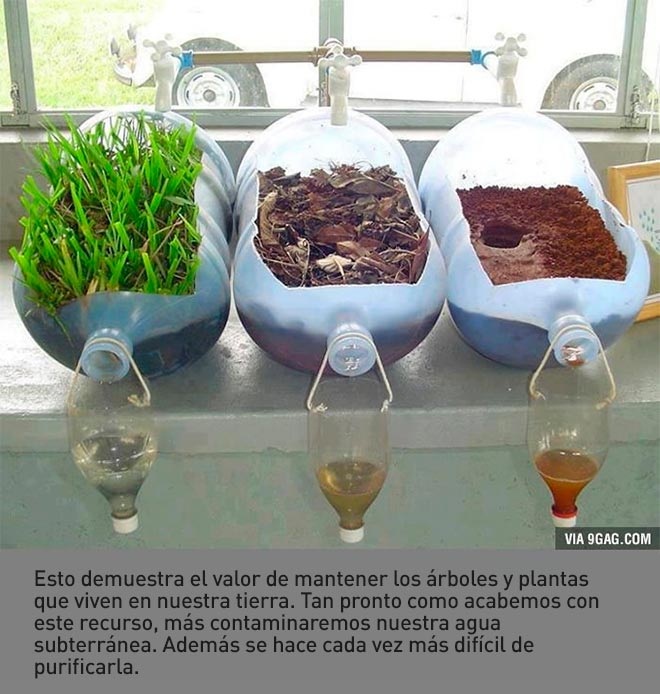 VIA 9GAG.COM
Esto demuestra el valor de mantener los árboles y plantas
que viven en nuestra tierra. Tan pronto como acabemos con
este recurso, más contaminaremos nuestra agua
subterránea. Además se hace cada vez más difícil de
purificarla.